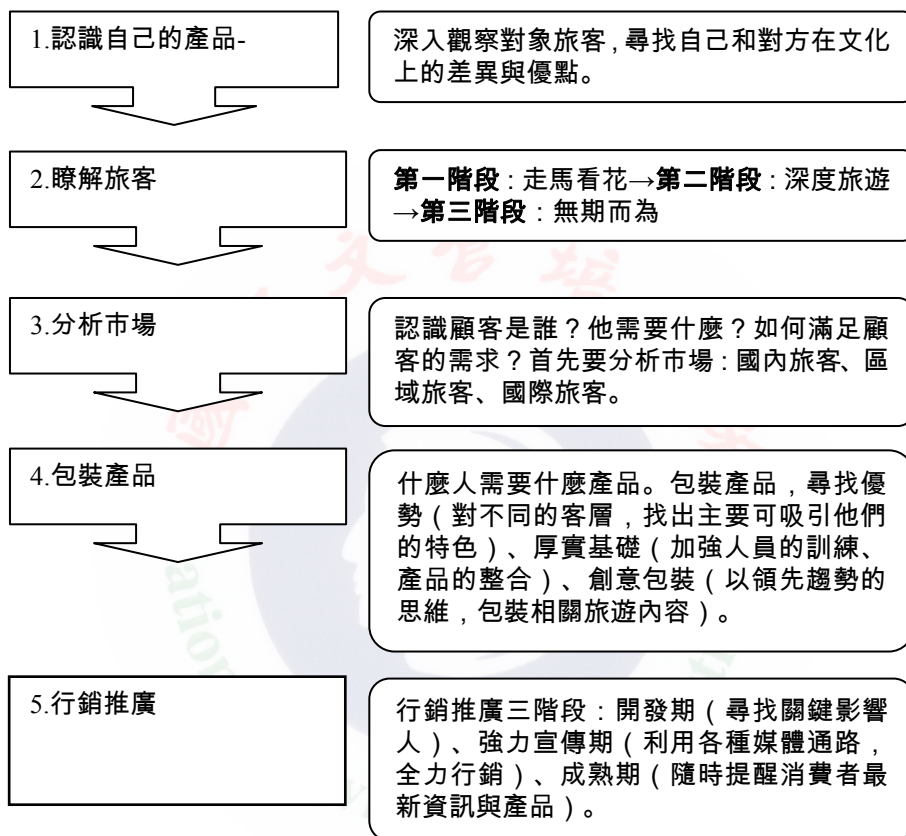 1.認識自己的產品-
深入觀察對象旅客，尋找自己和對方在文化
上的差異與優點。
2.瞭解旅客
第一階段：走馬看花→第二階段：深度旅遊
→第三階段：無期而為
3.分析市場
認識顧客是誰？他需要什麼？如何滿足顧
客的需求？首先要分析市場：國內旅客、區
域旅客、國際旅客。
4.包裝產品
什麼人需要什麼產品。包裝產品，尋找優
勢（對不同的客層，找出主要可吸引他們
的特色）、厚實基礎（加強人員的訓練、
產品的整合）、創意包裝（以領先趨勢的
思維，包裝相關旅遊內容）。
5.行銷推廣
行銷推廣三階段：開發期（尋找關鍵影響
人）、強力宣傳期（利用各種媒體通路，
全力行銷）、成熟期（隨時提醒消費者最
新資訊與產品）。